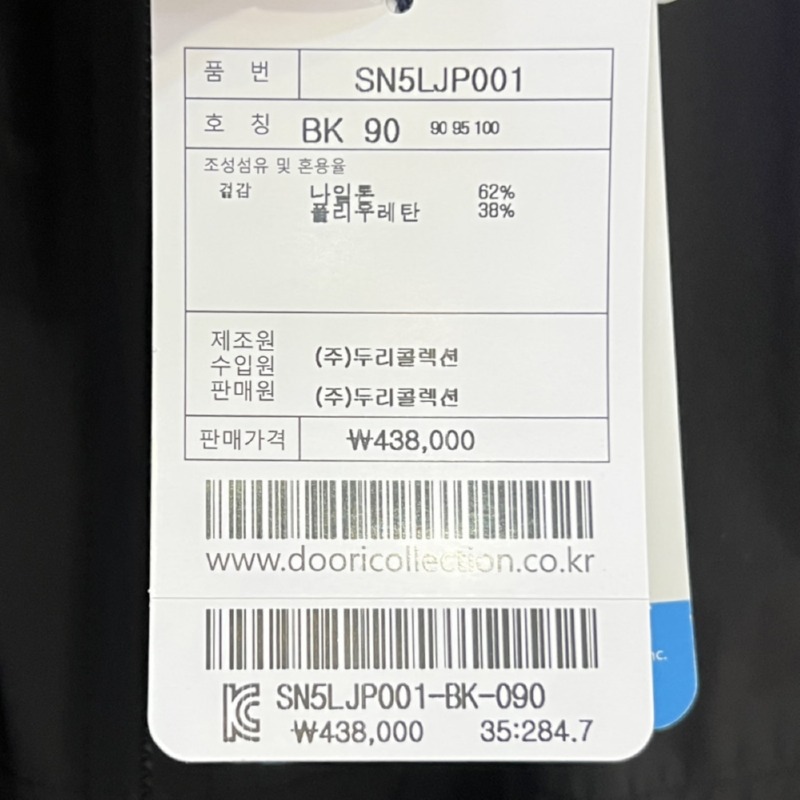 품 번 SN5LJP001
호 칭 BK 90 90 95 100
조성섬유 및 혼용율
겉감 나일론 62%
폴리우레탄 38%
제조원
수입원 (주)두리콜렉션
판매원 (주)두리콜렉션
판매가격 ₩438,000
www.dooricollection.co.kr
nc.
KC SN5LJP001-BK-090
₩438,000 35:284.7